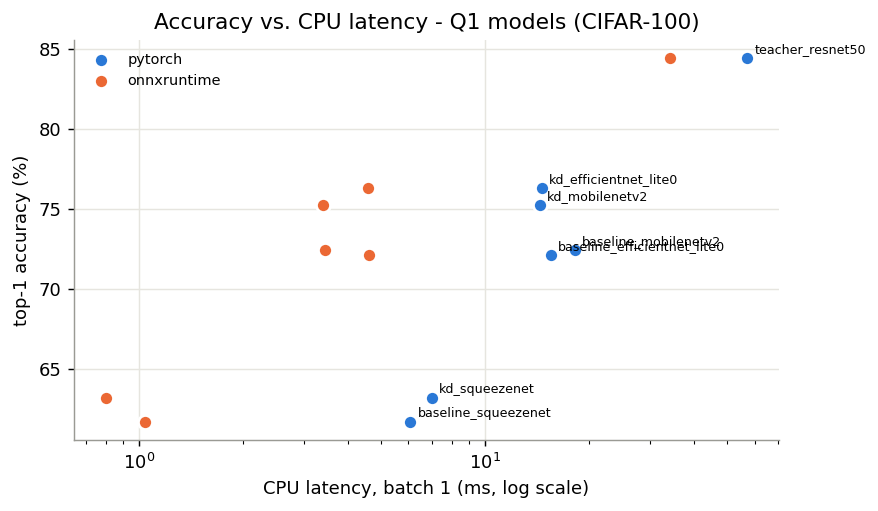 Accuracy vs. CPU latency - Q1 models (CIFAR-100)
pytorch
onnxruntime
teacher_resnet50
kd_efficientnet_lite0
kd_mobilenetv2
baseline_mobilenetv2
baseline_efficientnet_lite0
kd_squeezenet
baseline_squeezenet
top-1 accuracy (%)
85
80
75
70
65
10⁰
10¹
CPU latency, batch 1 (ms, log scale)